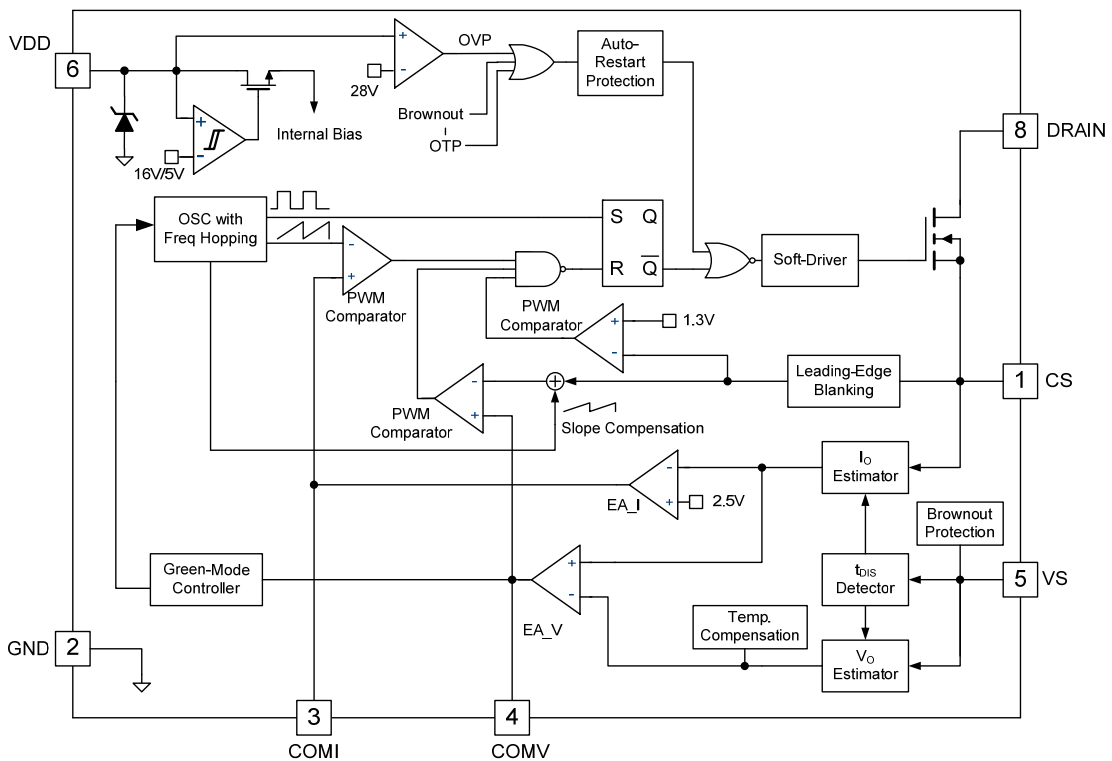 VDD
6
+
-
OVP
28V
Auto-
Restart
Protection
Brownout
OTP
Internal Bias
+
-
16V/5V
8
DRAIN
OSC with
Freq Hopping
-
+
PWM
Comparator
S Q
R Q
Soft-Driver
PWM
Comparator
+
-
1.3V
Leading-Edge
Blanking
1
CS
-
+
PWM
Comparator
Slope Compensation
IO
Estimator
-
+
2.5V
EA_I
Brownout
Protection
Green-Mode
Controller
tDIS
Detector
5
VS
+
-
EA_V
Temp.
Compensation
VO
Estimator
GND
2
3
COMI
4
COMV